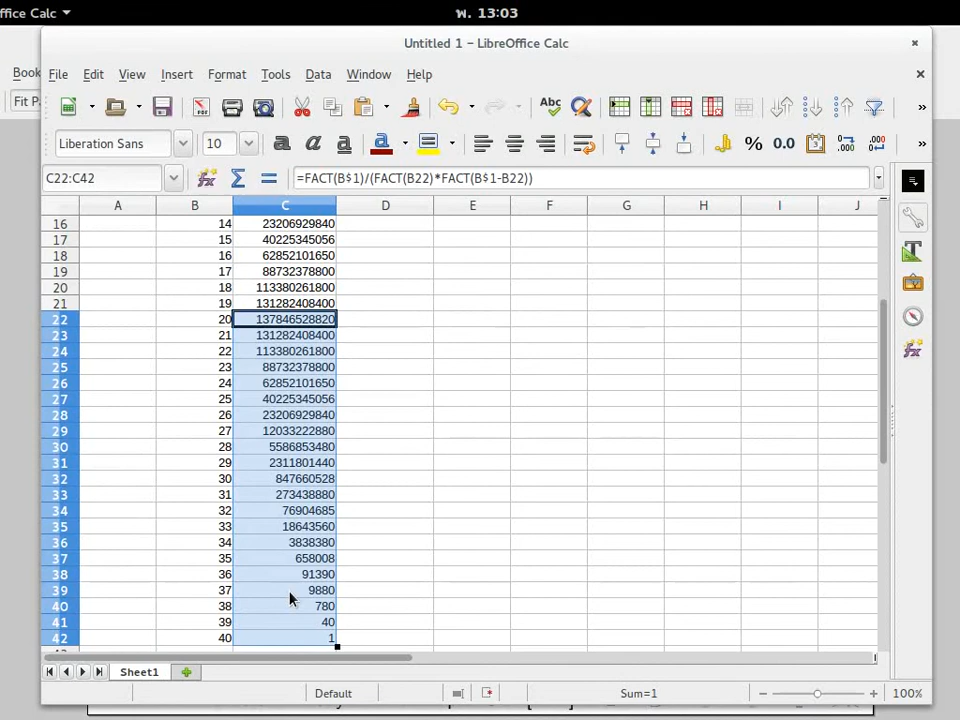 ffice Calc
พ. 13:03
Untitled 1 – LibreOffice Calc
Book
File Edit View Insert Format Tools Data Window Help
Fit P
Liberation Sans 10
C22:C42 =FACT(B$1)/(FACT(B22)*FACT(B$1-B22))
A B C D E F G H I J
16 14 23206929840
17 15 40225345056
18 16 62852101650
19 17 88732378800
20 18 113380261800
21 19 131282408400
22 20 137846528820
23 21 131282408400
24 22 113380261800
25 23 88732378800
26 24 62852101650
27 25 40225345056
28 26 23206929840
29 27 12033222880
30 28 5586853480
31 29 2311801440
32 30 847660528
33 31 273438880
34 32 76904685
35 33 18643560
36 34 3838380
37 35 658008
38 36 91390
39 37 9880
40 38 780
41 39 40
42 40 1
Sheet1
Default Sum=1 100%